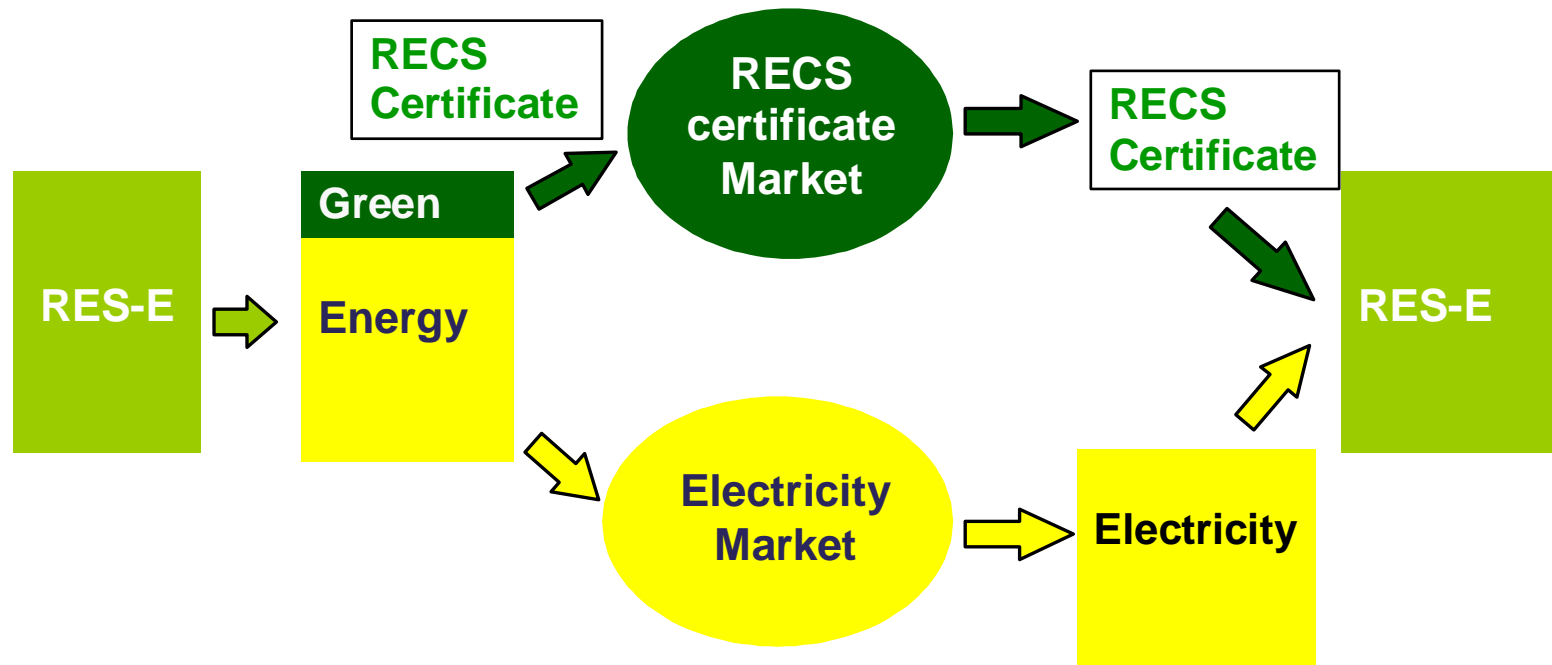 RES-E
Green
Energy
RECS
Certificate
RECS
certificate
Market
Electricity
Market
RECS
Certificate
Electricity
RES-E